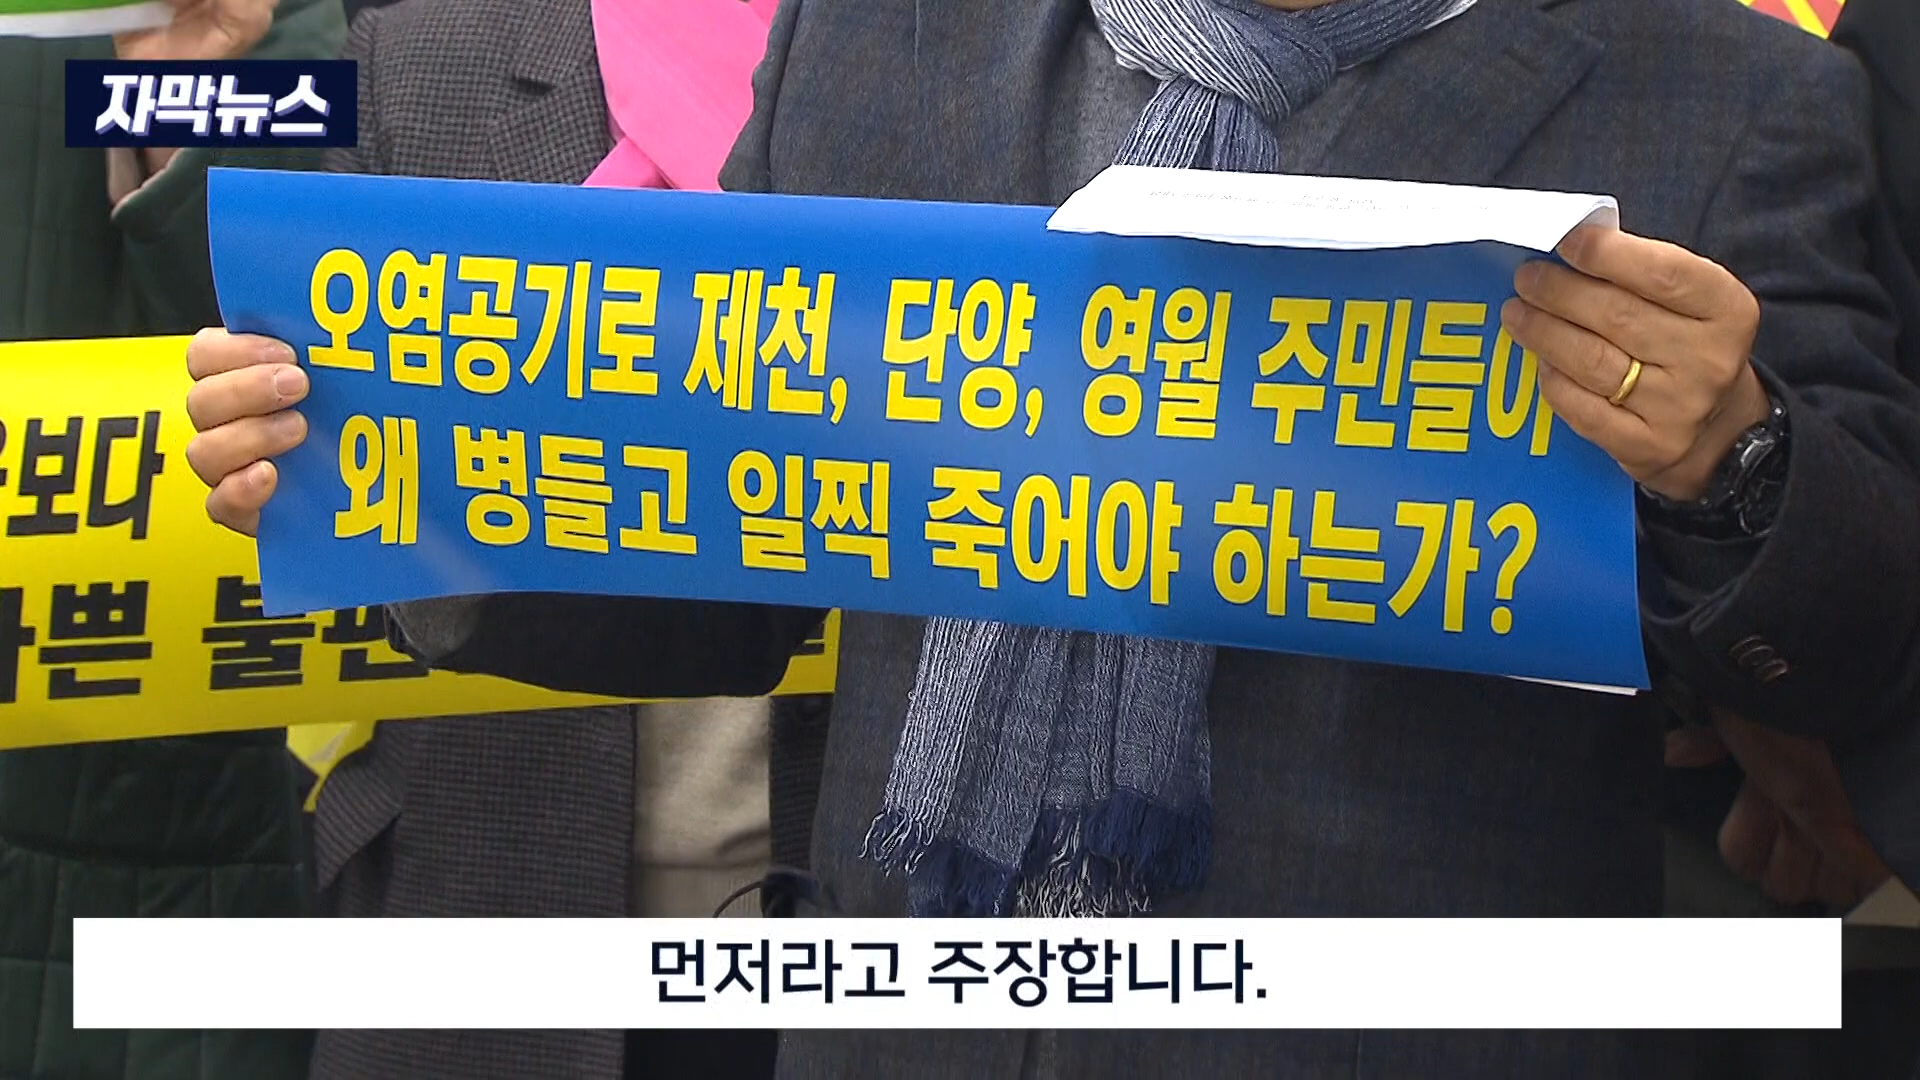 자막뉴스
오염공기로 제천, 단양, 영월 주민들이
왜 병들고 일찍 죽어야 하는가?
보다
쁜 불
먼저라고 주장합니다.